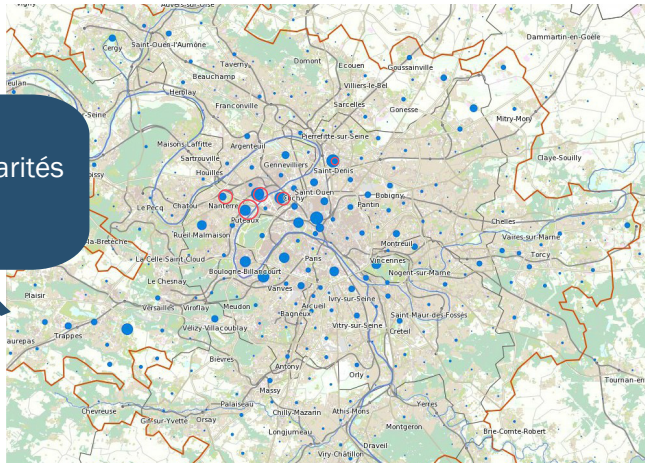 Dammartin-en-Goële
Cergy
Saint-Ouen-l'Aumône
Domont
Ecouen
Goussainville
Taverny
Beauchamp
Villiers-le-Bel
Herblay
Franconville
Sarcelles
Gonesse
Mitry-Mory
Pierrefitte-sur-Seine
Maisons-Laffitte
Argenteuil
arités
Sartrouville
Gennevilliers
Saint-Denis
Claye-Souilly
Houilles
Saint-Ouen
Clichy
Bobigny
Le Pecq
Chatou
Nanterre
Pantin
Puteaux
Chelles
Rueil-Malmaison
Montreuil
Vaires-sur-Marne
La Celle-Saint-Cloud
Paris
Vincennes
Torcy
Boulogne-Billancourt
Nogent-sur-Marne
Le Chesnay
Vanves
Plaisir
Versailles
Viroflay
Meudon
Arcueil
Ivry-sur-Seine
Bagneux
Saint-Maur-des-Fossés
Trappes
Vélizy-Villacoublay
Vitry-sur-Seine
Créteil
aurepas
Bièvres
Antony
Orly
Massy
Chevreuse
Palaiseau
Yerres
Gif-sur-Yvette
Orsay
Chilly-Mazarin
Athis-Mons
Longjumeau
Montgeron
Brie-Comte-Robert
Draveil
Viry-Châtillon